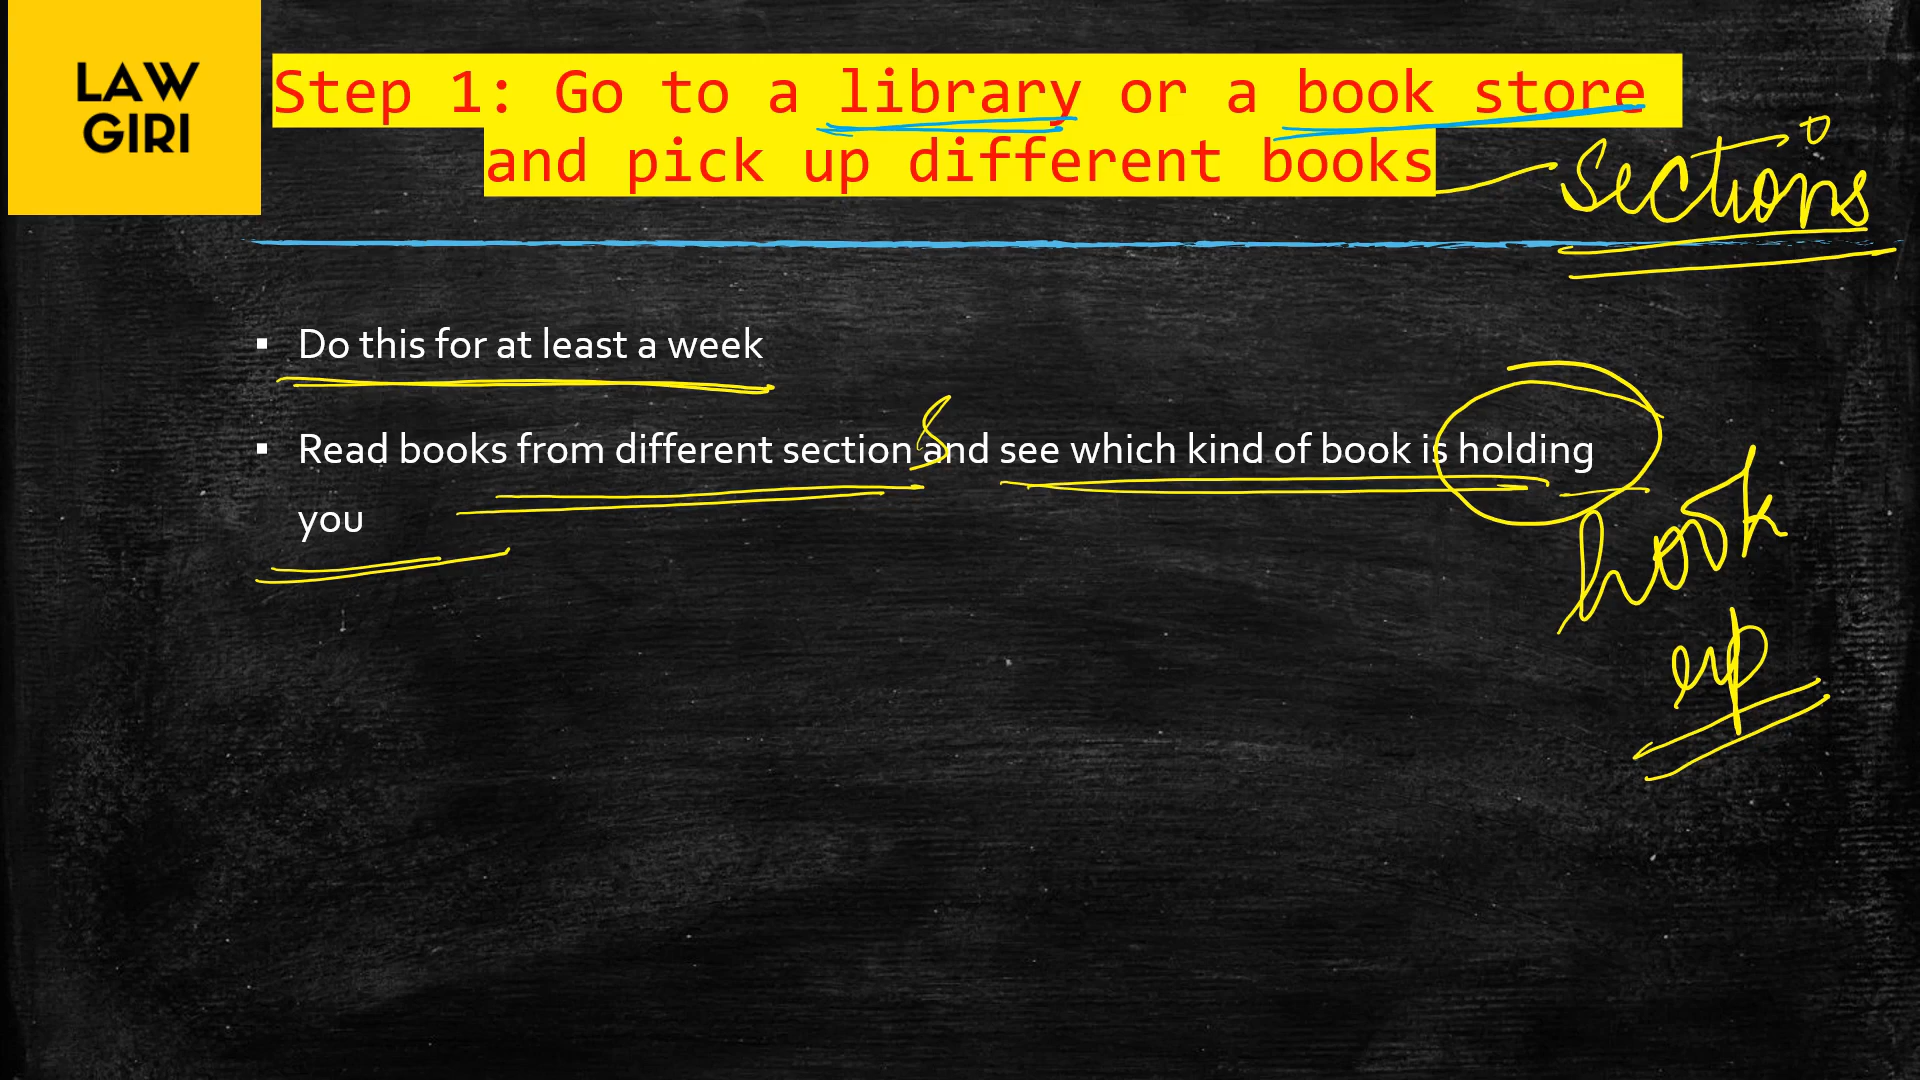 LAW
GIRI
Step 1: Go to a library or a book store
and pick up different books
sections
▪ Do this for at least a week
▪ Read books from different sections and see which kind of book is holding
you
hook
up